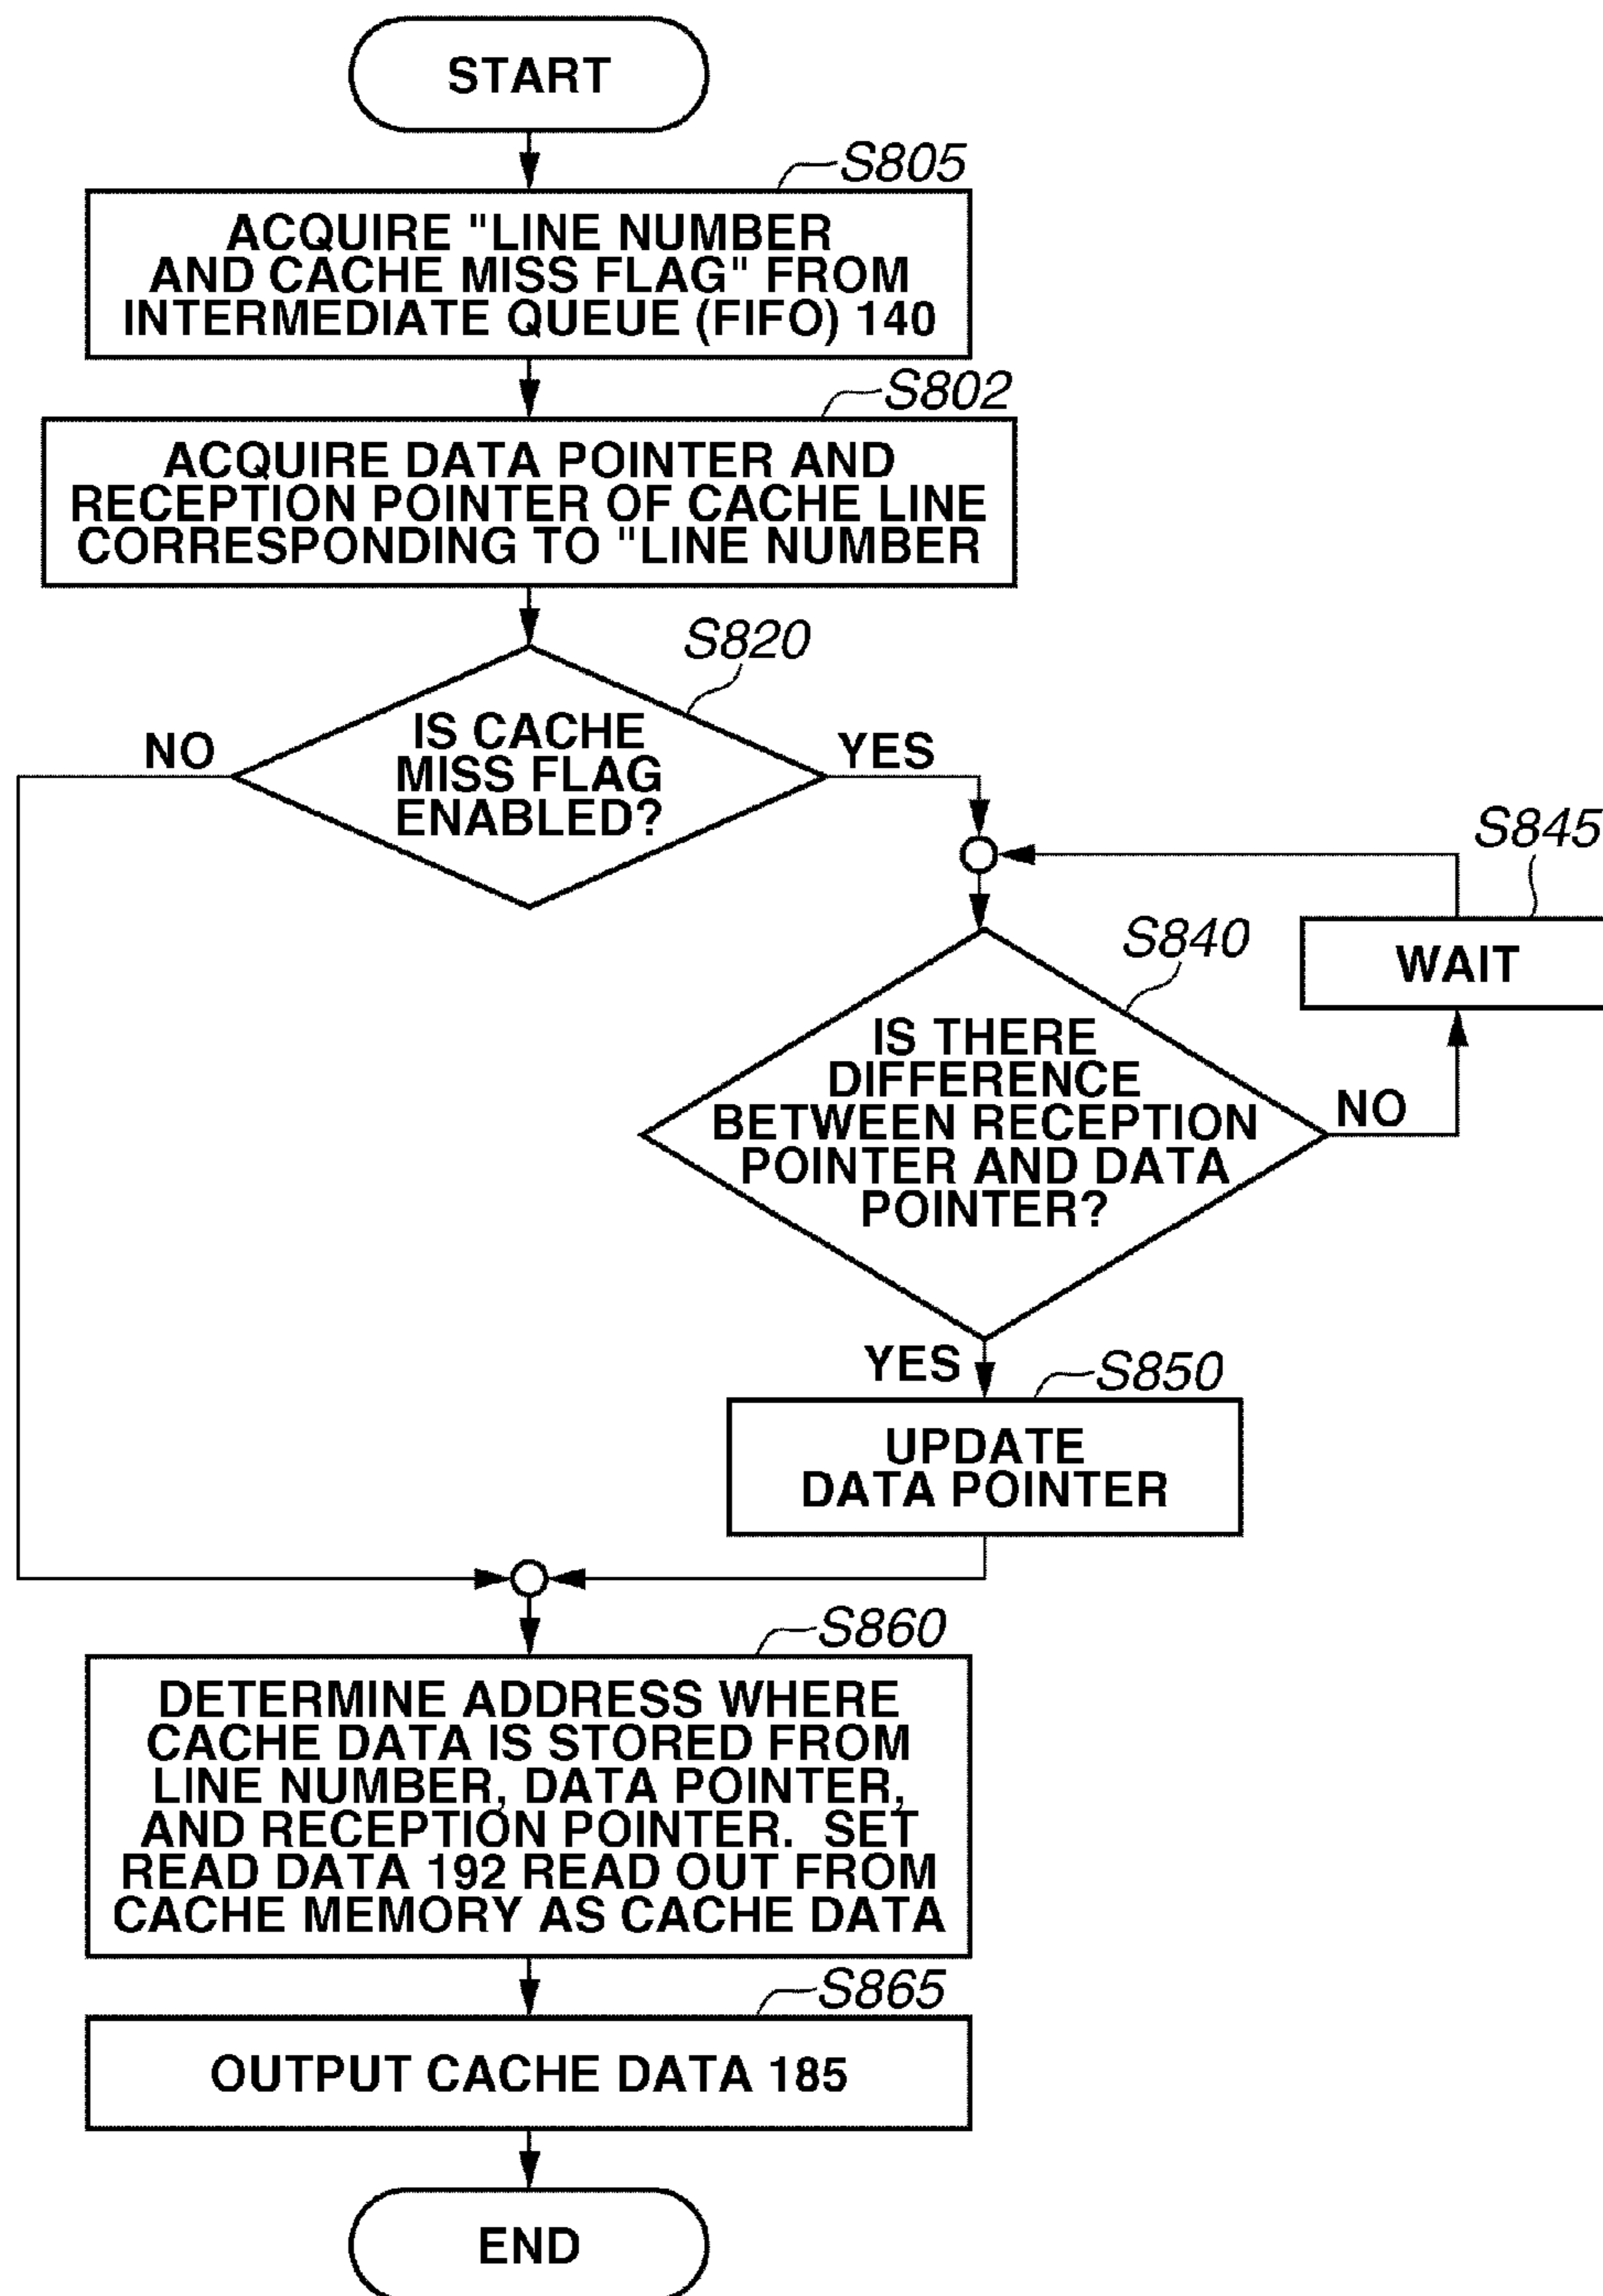 START
S805
ACQUIRE "LINE NUMBER
AND CACHE MISS FLAG" FROM
INTERMEDIATE QUEUE (FIFO) 140
S802
ACQUIRE DATA POINTER AND
RECEPTION POINTER OF CACHE LINE
CORRESPONDING TO "LINE NUMBER
S820
IS CACHE
MISS FLAG
ENABLED?
NO
YES
S845
WAIT
S840
IS THERE
DIFFERENCE
BETWEEN RECEPTION
POINTER AND DATA
POINTER?
NO
YES
S850
UPDATE
DATA POINTER
S860
DETERMINE ADDRESS WHERE
CACHE DATA IS STORED FROM
LINE NUMBER, DATA POINTER,
AND RECEPTION POINTER. SET
READ DATA 192 READ OUT FROM
CACHE MEMORY AS CACHE DATA
S865
OUTPUT CACHE DATA 185
END